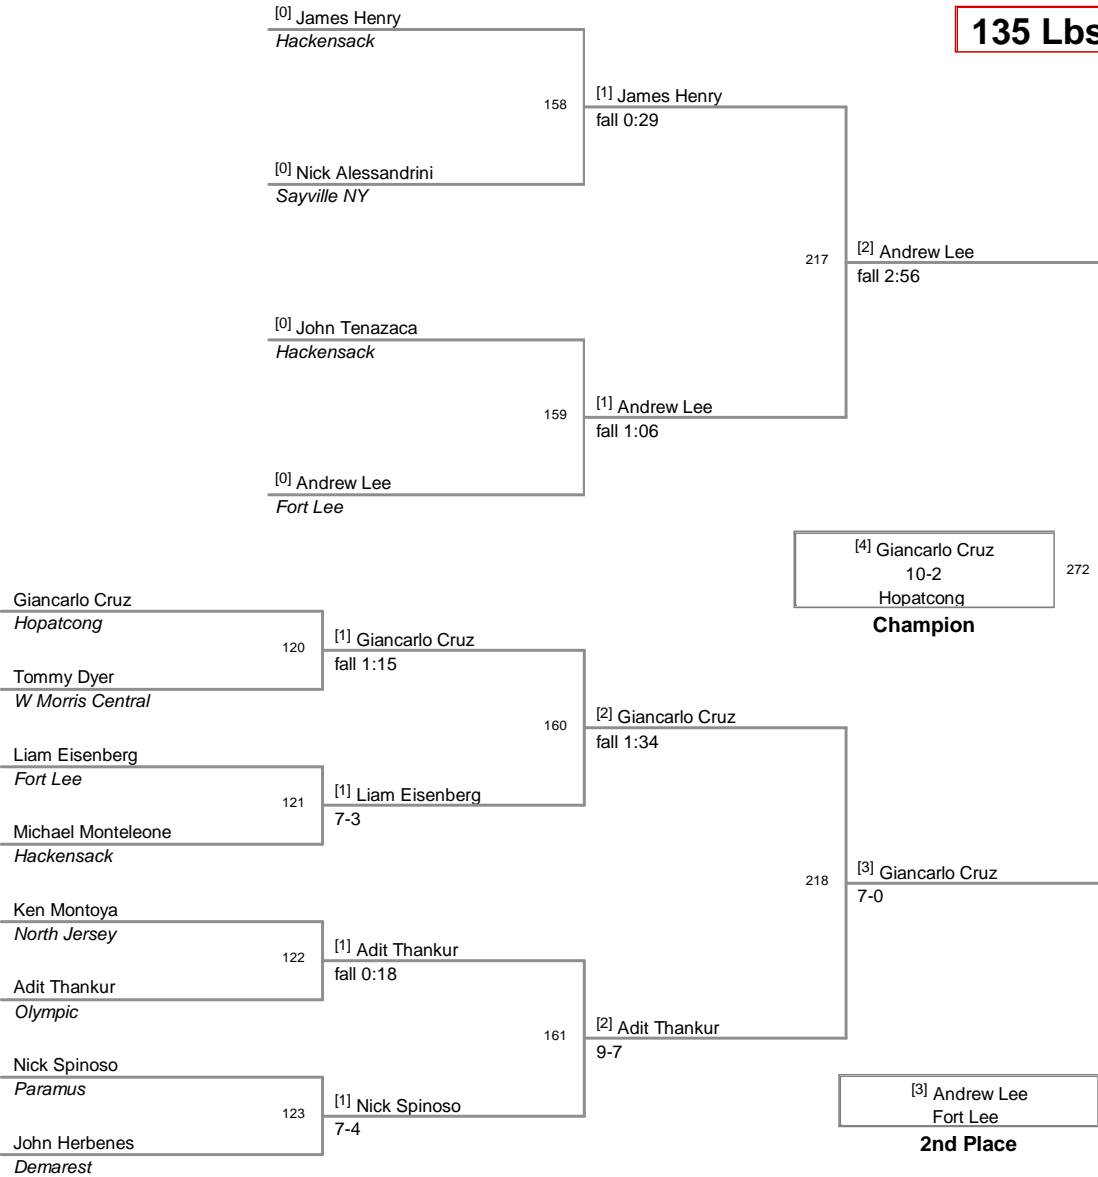 [0] James Henry
Hackensack
135 Lbs
158
[1] James Henry
fall 0:29
[0] Nick Alessandrini
Sayville NY
217
[2] Andrew Lee
fall 2:56
[0] John Tenazaca
Hackensack
159
[1] Andrew Lee
fall 1:06
[0] Andrew Lee
Fort Lee
[4] Giancarlo Cruz
10-2
Hopatcong
272
Champion
Giancarlo Cruz
Hopatcong
120
[1] Giancarlo Cruz
fall 1:15
Tommy Dyer
W Morris Central
160
[2] Giancarlo Cruz
fall 1:34
Liam Eisenberg
Fort Lee
121
[1] Liam Eisenberg
7-3
Michael Monteleone
Hackensack
218
[3] Giancarlo Cruz
7-0
Ken Montoya
North Jersey
122
[1] Adit Thankur
fall 0:18
Adit Thankur
Olympic
161
[2] Adit Thankur
9-7
Nick Spinoso
Paramus
123
[1] Nick Spinoso
7-4
John Herbenes
Demarest
[3] Andrew Lee
Fort Lee
2nd Place